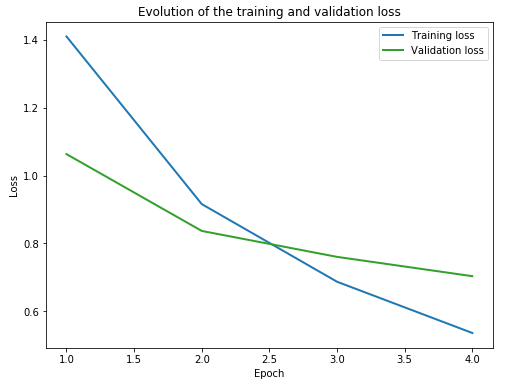 Evolution of the training and validation loss
Training loss
Validation loss
1.4
1.2
1.0
0.8
0.6
Loss
1.0
1.5
2.0
2.5
3.0
3.5
4.0
Epoch